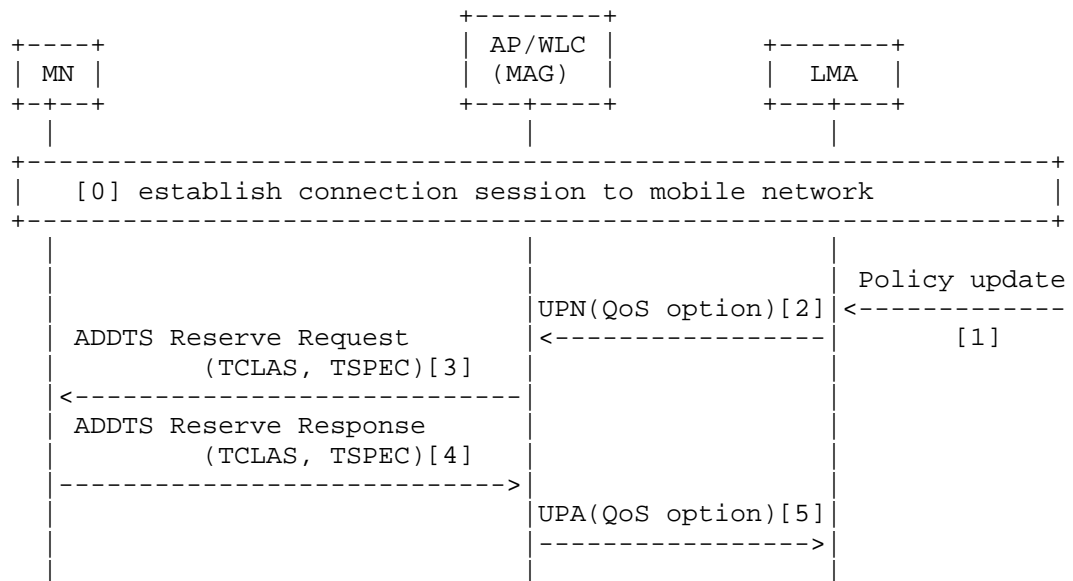 AP/WLC
MN (MAG) LMA
[0] establish connection session to mobile network
Policy update
UPN(QoS option)[2]
ADDTS Reserve Request [1]
(TCLAS, TSPEC)[3]
ADDTS Reserve Response
(TCLAS, TSPEC)[4]
UPA(QoS option)[5]